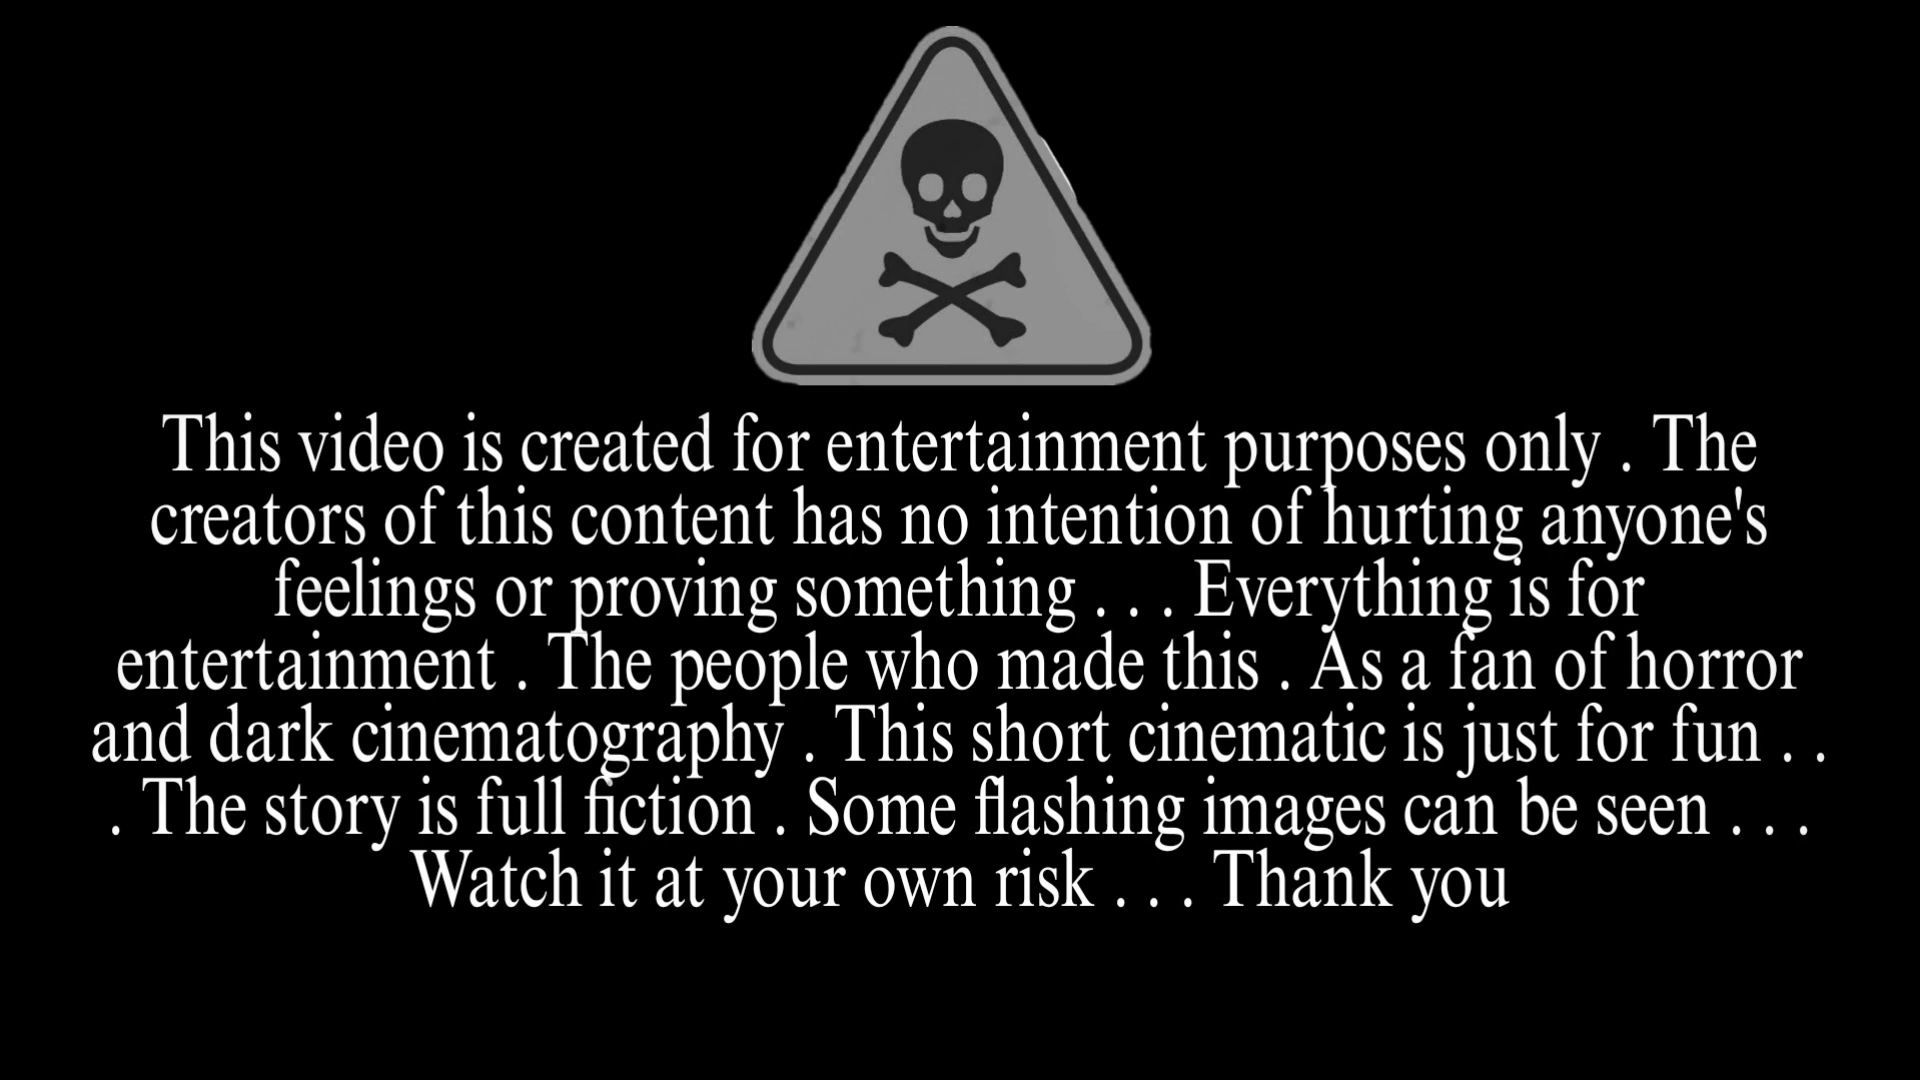 This video is created for entertainment purposes only . The
creators of this content has no intention of hurting anyone's
feelings or proving something . . . Everything is for
entertainment . The people who made this . As a fan of horror
and dark cinematography . This short cinematic is just for fun . .
. The story is full fiction . Some flashing images can be seen . . .
Watch it at your own risk . . . Thank you